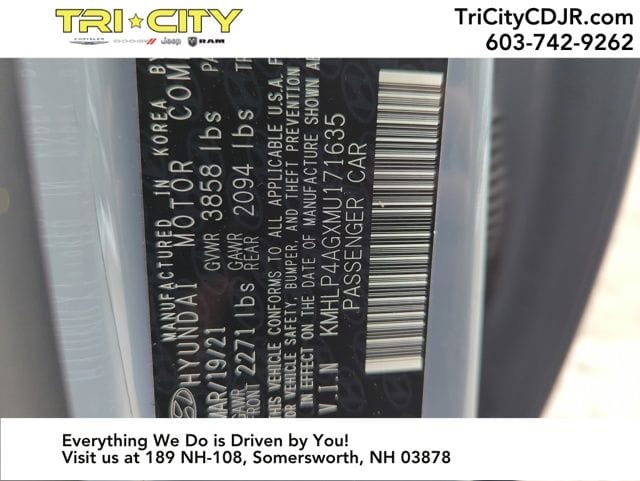 TRI★CITY
CHRYSLER DODGE Jeep RAM
TriCityCDJR.com
603-742-9262
MANUFACTURED IN KOREA BY
HYUNDAI MOTOR COM
MAR/19/21 GVWR 3858 lbs
GAWR FRONT 2271 lbs GAWR REAR 2094 lbs
THIS VEHICLE CONFORMS TO ALL APPLICABLE U.S.A. F
OR VEHICLE SAFETY, BUMPER, AND THEFT PREVENTION
IN EFFECT ON THE DATE OF MANUFACTURE SHOWN AB
V.I.N KMHLP4AGXMU171635
PASSENGER CAR
Everything We Do is Driven by You!
Visit us at 189 NH-108, Somersworth, NH 03878